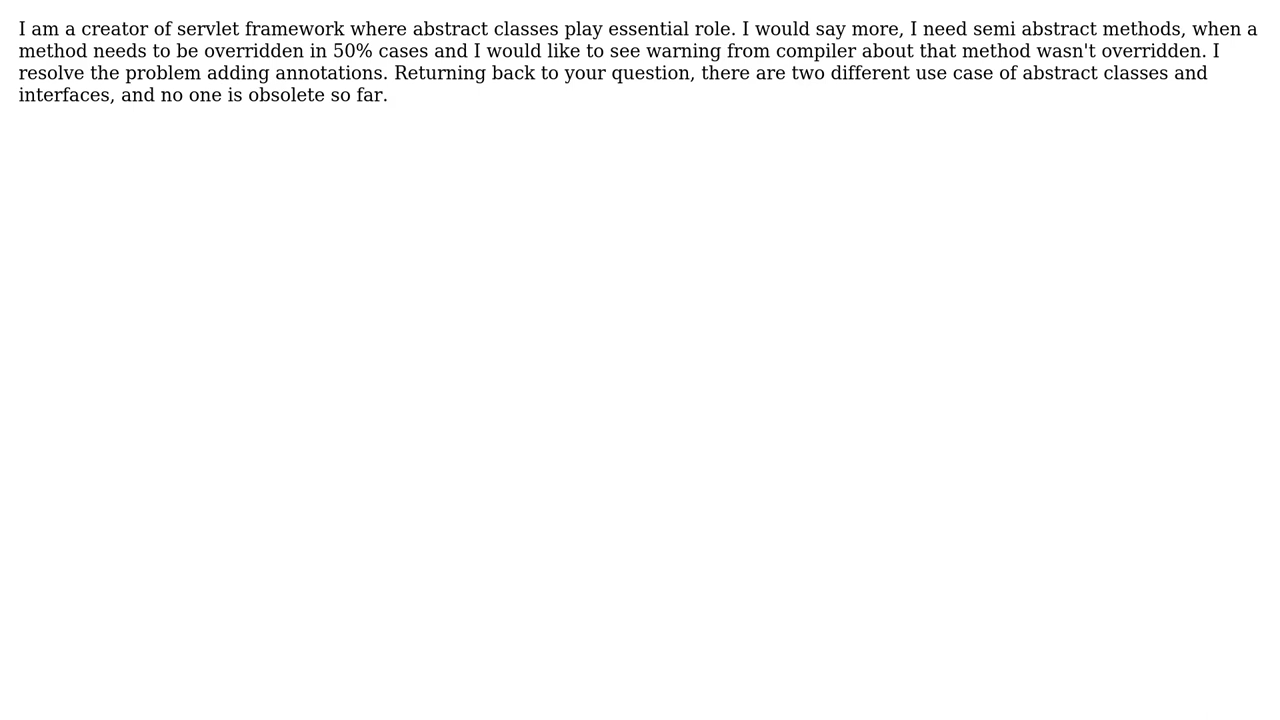 I am a creator of servlet framework where abstract classes play essential role. I would say more, I need semi abstract methods, when a
method needs to be overridden in 50% cases and I would like to see warning from compiler about that method wasn't overridden. I
resolve the problem adding annotations. Returning back to your question, there are two different use case of abstract classes and
interfaces, and no one is obsolete so far.